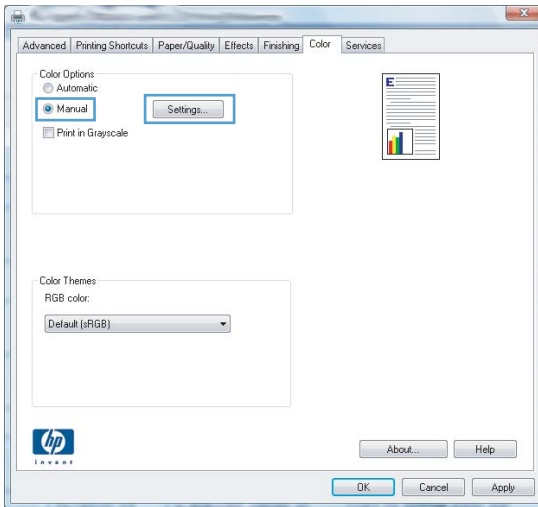 Advanced Printing Shortcuts Paper/Quality Effects Finishing Color Services
Color Options
Automatic
Manual Settings...
Print in Grayscale
E
Color Themes
RGB color:
Default (sRGB)
hp
invent
About... Help
OK Cancel Apply